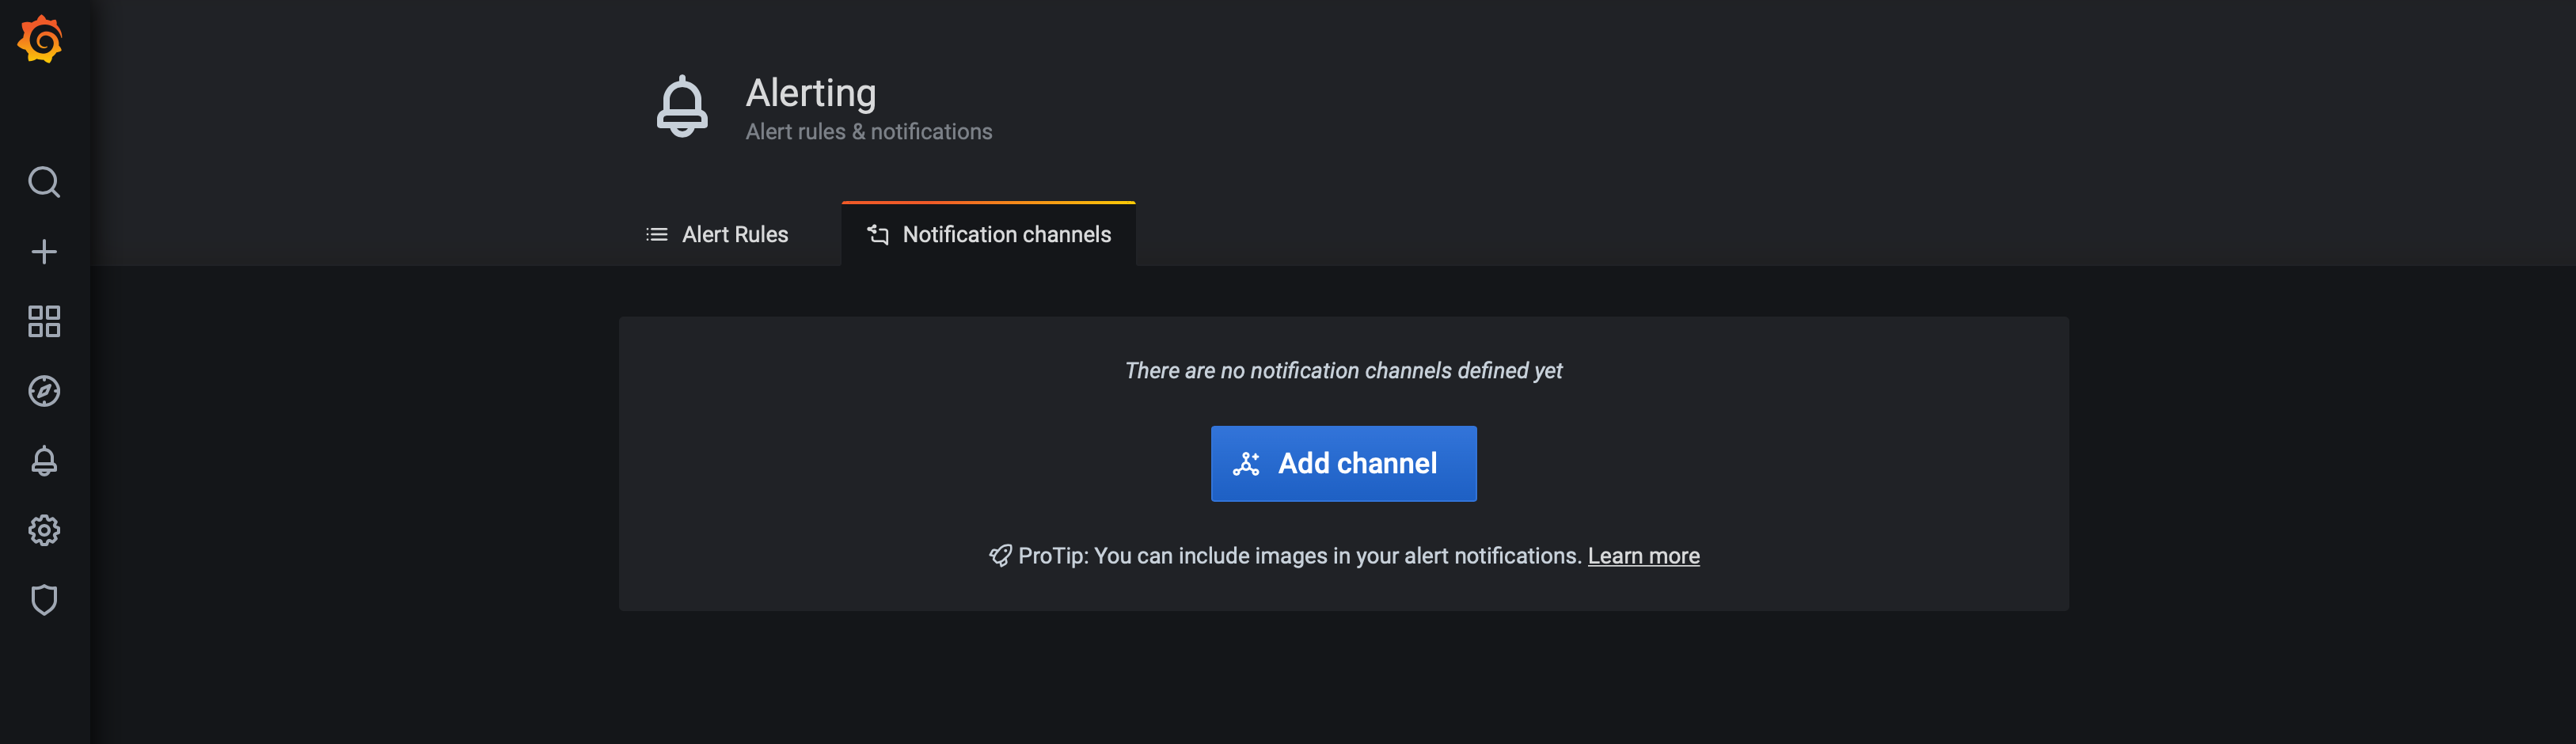 Alerting
Alert rules & notifications
Alert Rules
Notification channels
There are no notification channels defined yet
Add channel
ProTip: You can include images in your alert notifications. Learn more